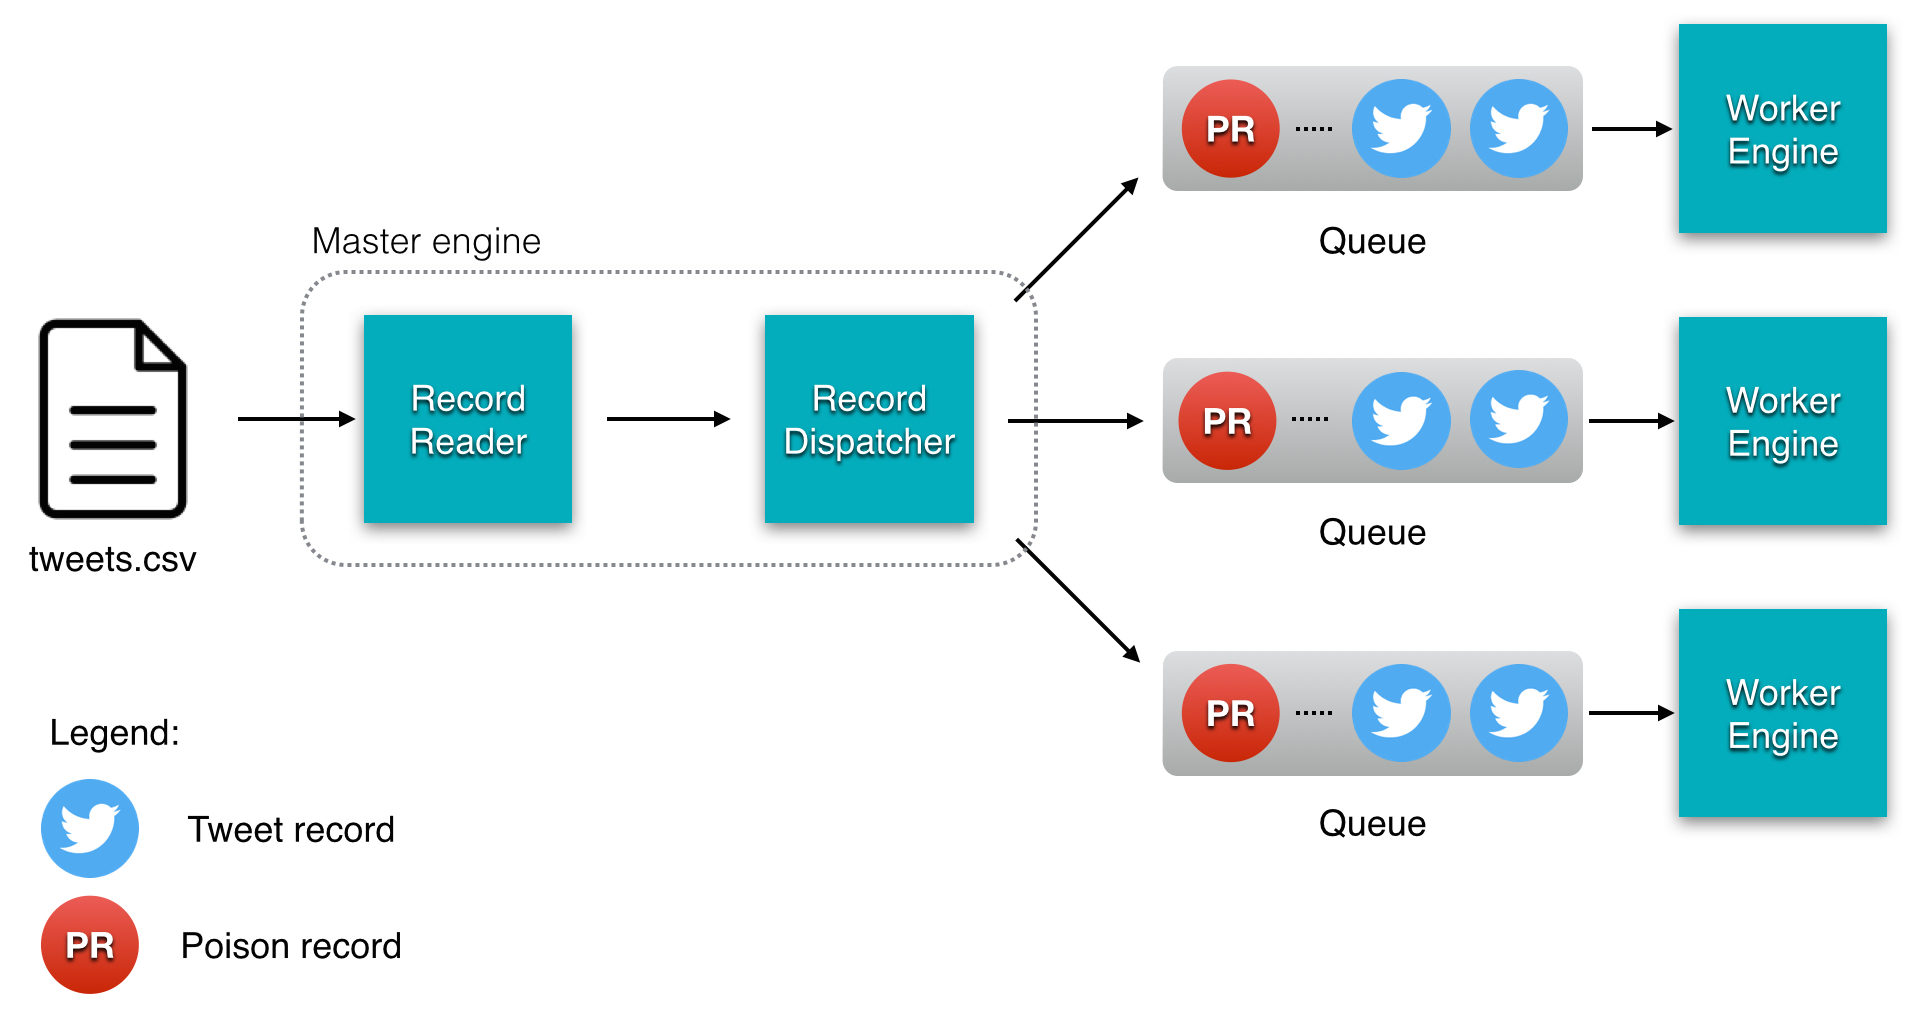 Master engine
tweets.csv
Record
Reader
Record
Dispatcher
PR
Queue
Worker
Engine
PR
Queue
Worker
Engine
PR
Queue
Worker
Engine
Legend:
Tweet record
PR
Poison record